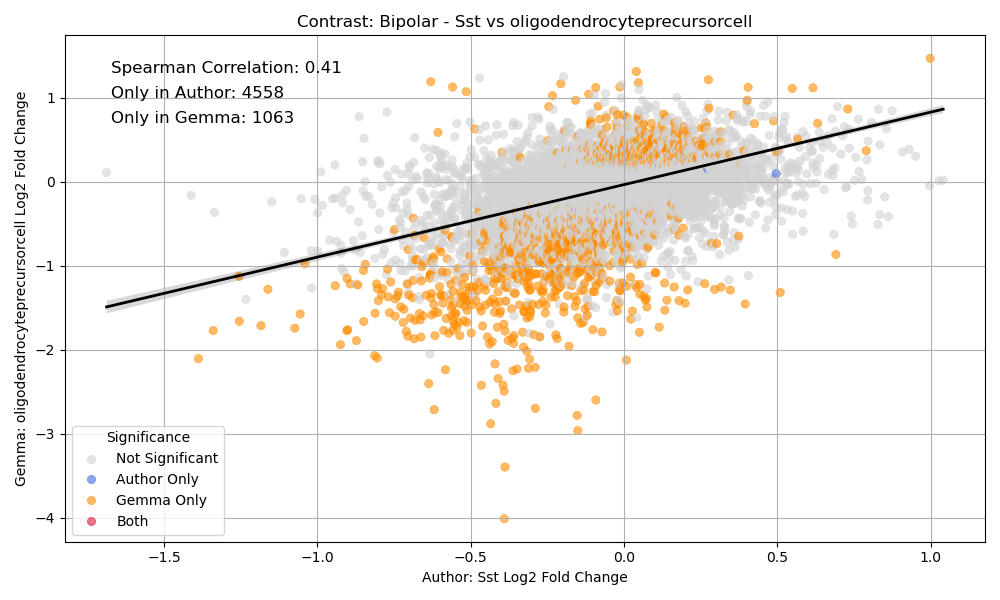 Contrast: Bipolar - Sst vs oligodendrocyteprecursorcell
Spearman Correlation: 0.41
Only in Author: 4558
Only in Gemma: 1063
Gemma: oligodendrocyteprecursorcell Log2 Fold Change
1
0
−1
−2
−3
−4
Significance
Not Significant
Author Only
Gemma Only
Both
−1.5
−1.0
−0.5
0.0
0.5
1.0
Author: Sst Log2 Fold Change